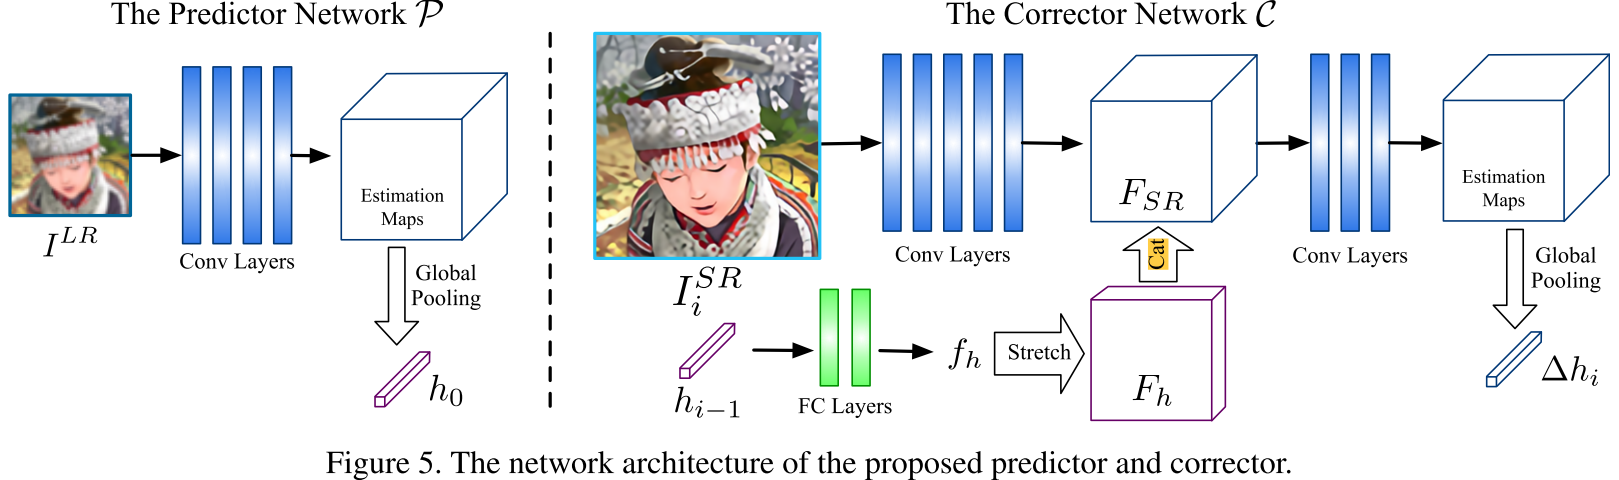 The Predictor Network $\mathcal{P}$
$I^{LR}$
Conv Layers
Estimation
Maps
Global
Pooling
$h_0$
The Corrector Network $\mathcal{C}$
$I_i^{SR}$
Conv Layers
$F_{SR}$
Conv Layers
Estimation
Maps
Cat
Global
Pooling
$h_{i-1}$
FC Layers
$f_h$
Stretch
$F_h$
$\Delta h_i$
Figure 5. The network architecture of the proposed predictor and corrector.